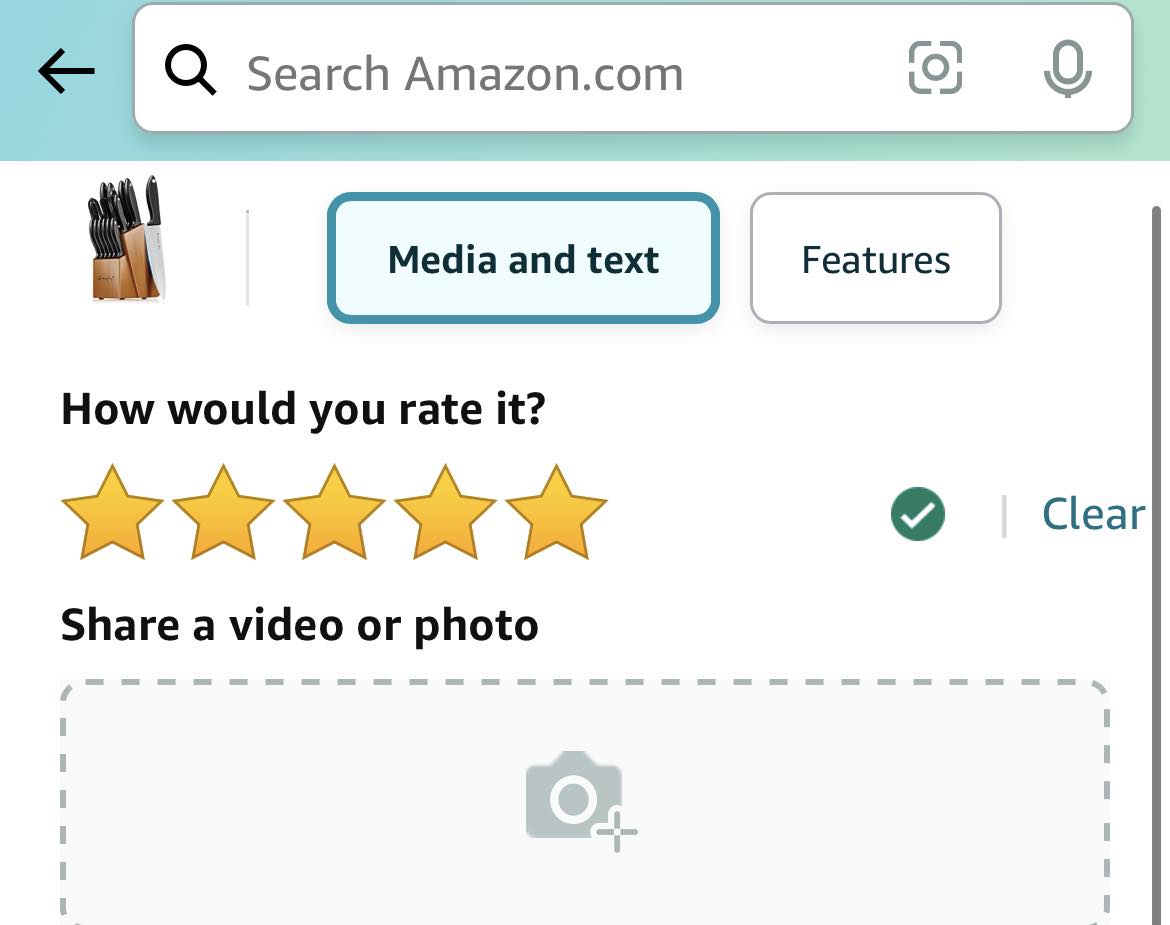 Search Amazon.com
Media and text
Features
How would you rate it?
Clear
Share a video or photo